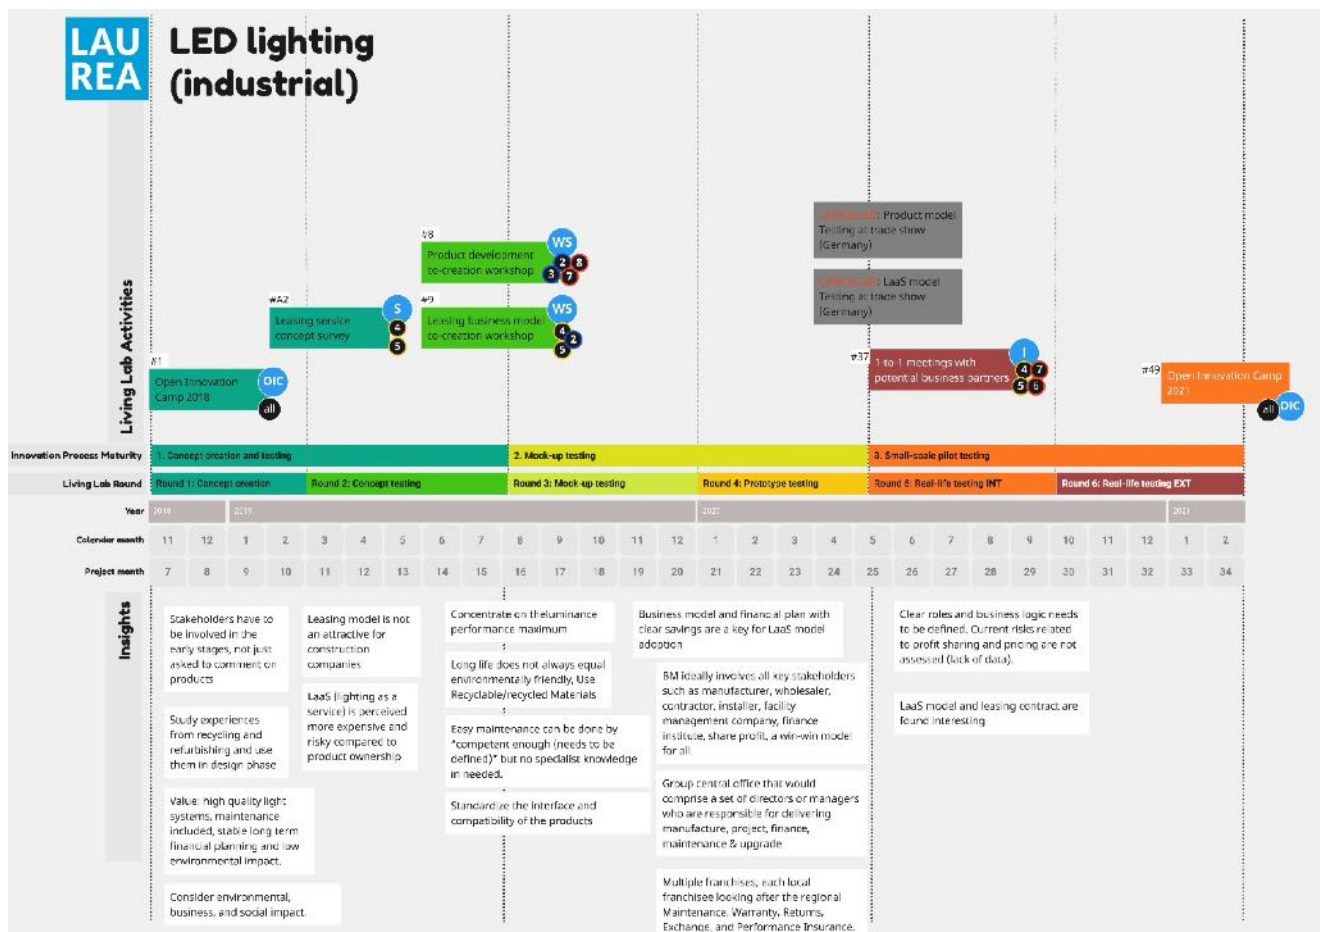 LAU
REA
LED lighting
(industrial)
Living Lab Activities
#1
Open Innovation
Camp 2018
OIC
all
#A2
Leasing service
concept survey
S
4
5
#8
Product development
co-creation workshop
WS
2
8
3
7
#9
Leasing business model
co-creation workshop
WS
4
2
5
CANCELLED: Product model
Testing at trade show
(Germany)
CANCELLED: LaaS model
Testing at trade show
(Germany)
#37
1-to-1 meetings with
potential business partners
I
4
7
5
6
#49
Open Innovation Camp
2021
all
OIC
Innovation Process Maturity
1. Concept creation and testing
2. Mock-up testing
3. Small-scale pilot testing
Living Lab Round
Round 1: Concept creation
Round 2: Concept testing
Round 3: Mock-up testing
Round 4: Prototype testing
Round 5: Real-life testing INT
Round 6: Real-life testing EXT
Year
2019
2020
2021
Calendar month
11 12 1 2 3 4 5 6 7 8 9 10 11 12 1 2 3 4 5 6 7 8 9 10 11 12 1 2
Project month
7 8 9 10 11 12 13 14 15 16 17 18 19 20 21 22 23 24 25 26 27 28 29 30 31 32 33 34
Insights
Stakeholders have to
be involved in the
early stages, not just
asked to comment on
products
Study experiences
from recycling and
refurbishing and use
them in design phase
Value: high quality light
systems, maintenance
included, stable long term
financial planning and low
environmental impact.
Consider environmental,
business, and social impact.
Leasing model is not
an attractive for
construction
companies
LaaS (lighting as a
service) is perceived
more expensive and
risky compared to
product ownership
Concentrate on theluminance
performance maximum
Long life does not always equal
environmentally friendly, Use
Recyclable/recycled Materials
Easy maintenance can be done by
"competent enough (needs to be
defined)" but no specialist knowledge
in needed.
Standardize the interface and
compatibility of the products
Business model and financial plan with
clear savings are a key for LaaS model
adoption
BM ideally involves all key stakeholders
such as manufacturer, wholesaler,
contractor, installer, facility
management company, finance
institute, share profit, a win-win model
for all.
Group central office that would
comprise a set of directors or managers
who are responsible for delivering
manufacture, project, finance,
maintenance & upgrade
Multiple franchises, each local
franchisee looking after the regional
Maintenance, Warranty, Returns,
Exchange, and Performance Insurance.
Clear roles and business logic needs
to be defined. Current risks related
to profit sharing and pricing are not
assessed (lack of data).
LaaS model and leasing contract are
found interesting